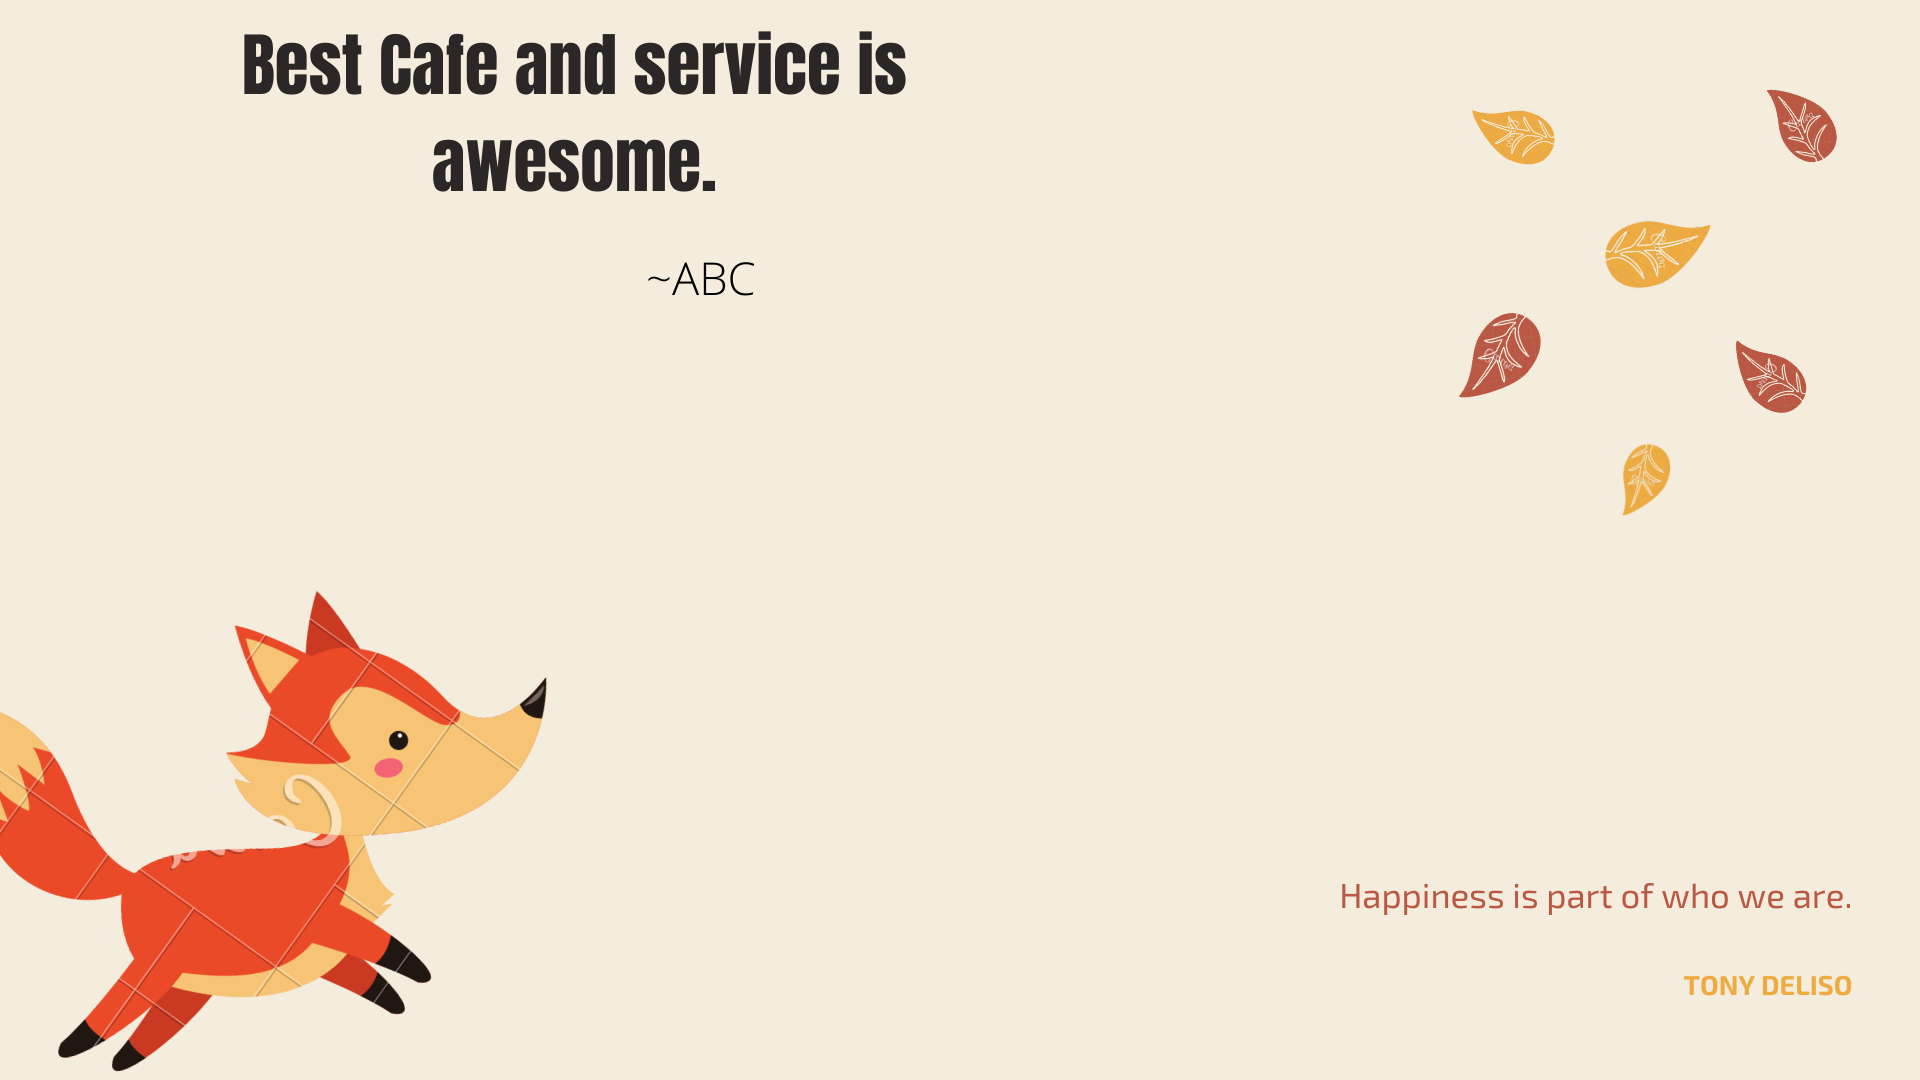 Best Cafe and service is
awesome.
~ABC
Happiness is part of who we are.
TONY DELISO